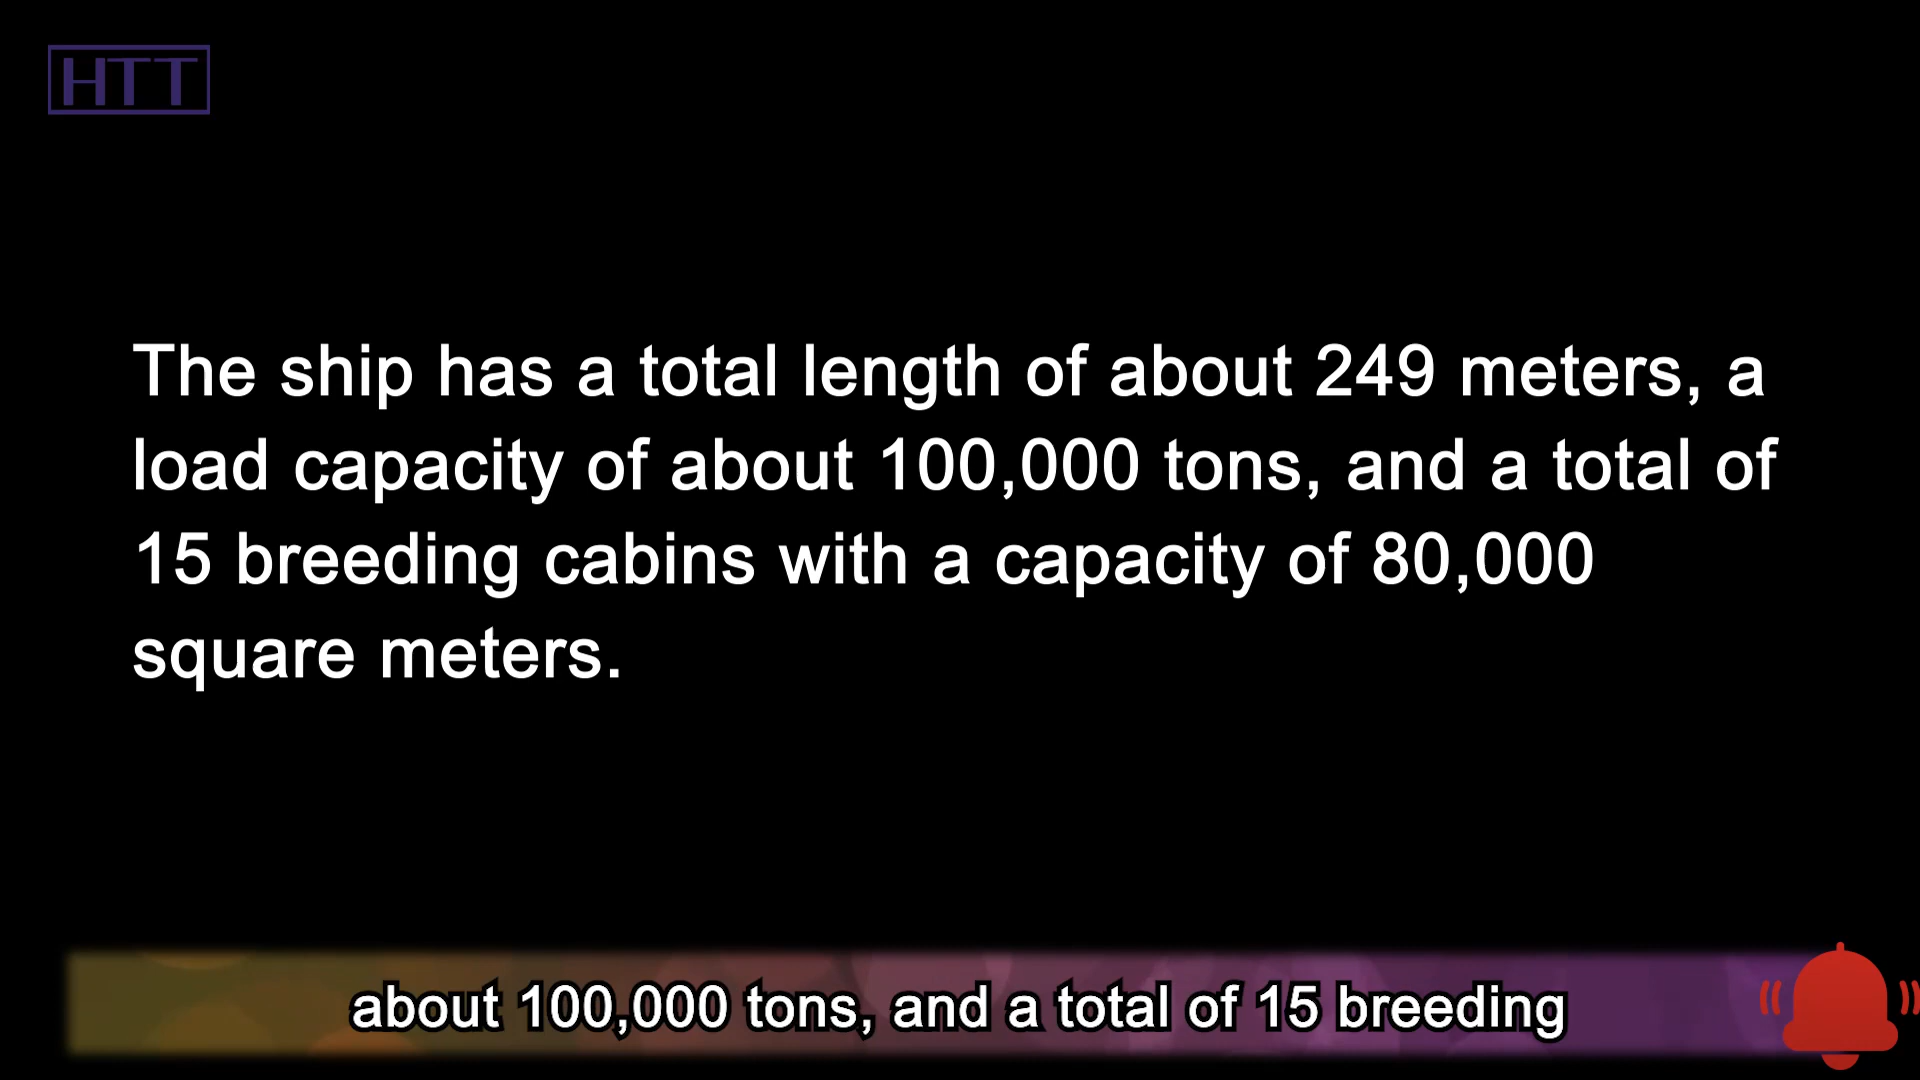 HTT
The ship has a total length of about 249 meters, a
load capacity of about 100,000 tons, and a total of
15 breeding cabins with a capacity of 80,000
square meters.
about 100,000 tons, and a total of 15 breeding